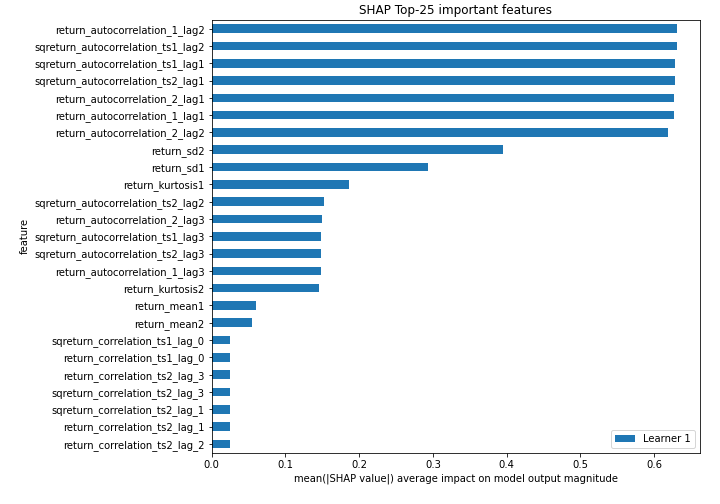 SHAP Top-25 important features
return_autocorrelation_1_lag2
sqreturn_autocorrelation_ts1_lag2
sqreturn_autocorrelation_ts1_lag1
sqreturn_autocorrelation_ts2_lag1
return_autocorrelation_2_lag1
return_autocorrelation_1_lag1
return_autocorrelation_2_lag2
return_sd2
return_sd1
return_kurtosis1
sqreturn_autocorrelation_ts2_lag2
return_autocorrelation_2_lag3
sqreturn_autocorrelation_ts1_lag3
sqreturn_autocorrelation_ts2_lag3
return_autocorrelation_1_lag3
return_kurtosis2
return_mean1
return_mean2
sqreturn_correlation_ts1_lag_0
return_correlation_ts1_lag_0
return_correlation_ts2_lag_3
sqreturn_correlation_ts2_lag_3
sqreturn_correlation_ts2_lag_1
return_correlation_ts2_lag_1
return_correlation_ts2_lag_2
feature
Learner 1
0.0 0.1 0.2 0.3 0.4 0.5 0.6
mean(|SHAP value|) average impact on model output magnitude